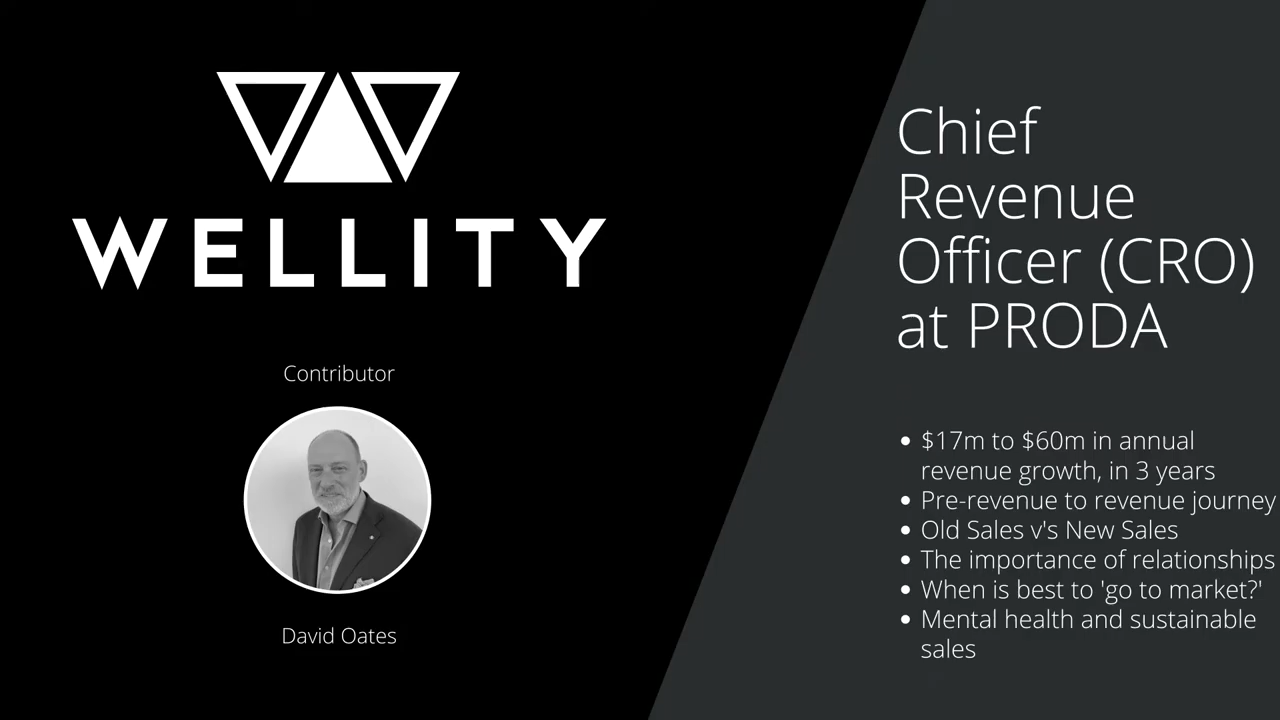 WELLITY
Contributor
David Oates
Chief
Revenue
Officer (CRO)
at PRODA
• $17m to $60m in annual
revenue growth, in 3 years
• Pre-revenue to revenue journey
• Old Sales v's New Sales
• The importance of relationships
• When is best to 'go to market?'
• Mental health and sustainable
sales